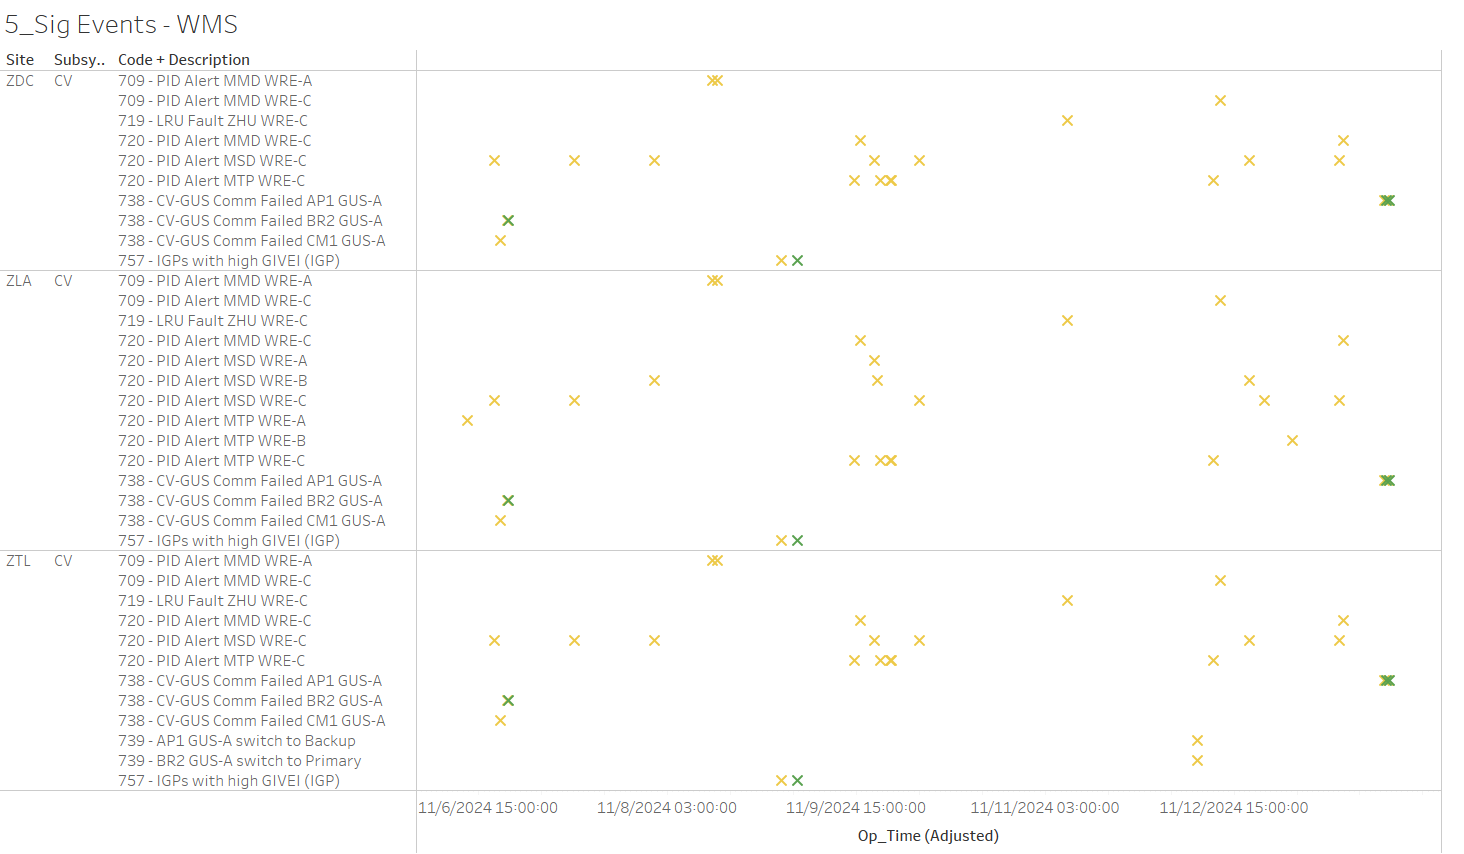 5_Sig Events - WMS
Site Subsy.. Code + Description
ZDC CV 709 - PID Alert MMD WRE-A
709 - PID Alert MMD WRE-C
719 - LRU Fault ZHU WRE-C
720 - PID Alert MMD WRE-C
720 - PID Alert MSD WRE-C
720 - PID Alert MTP WRE-C
738 - CV-GUS Comm Failed AP1 GUS-A
738 - CV-GUS Comm Failed BR2 GUS-A
738 - CV-GUS Comm Failed CM1 GUS-A
757 - IGPs with high GIVEI (IGP)
ZLA CV 709 - PID Alert MMD WRE-A
709 - PID Alert MMD WRE-C
719 - LRU Fault ZHU WRE-C
720 - PID Alert MMD WRE-C
720 - PID Alert MSD WRE-A
720 - PID Alert MSD WRE-B
720 - PID Alert MSD WRE-C
720 - PID Alert MTP WRE-A
720 - PID Alert MTP WRE-B
720 - PID Alert MTP WRE-C
738 - CV-GUS Comm Failed AP1 GUS-A
738 - CV-GUS Comm Failed BR2 GUS-A
738 - CV-GUS Comm Failed CM1 GUS-A
757 - IGPs with high GIVEI (IGP)
ZTL CV 709 - PID Alert MMD WRE-A
709 - PID Alert MMD WRE-C
719 - LRU Fault ZHU WRE-C
720 - PID Alert MMD WRE-C
720 - PID Alert MSD WRE-C
720 - PID Alert MTP WRE-C
738 - CV-GUS Comm Failed AP1 GUS-A
738 - CV-GUS Comm Failed BR2 GUS-A
738 - CV-GUS Comm Failed CM1 GUS-A
739 - AP1 GUS-A switch to Backup
739 - BR2 GUS-A switch to Primary
757 - IGPs with high GIVEI (IGP)
11/6/2024 15:00:00 11/8/2024 03:00:00 11/9/2024 15:00:00 11/11/2024 03:00:00 11/12/2024 15:00:00
Op_Time (Adjusted)